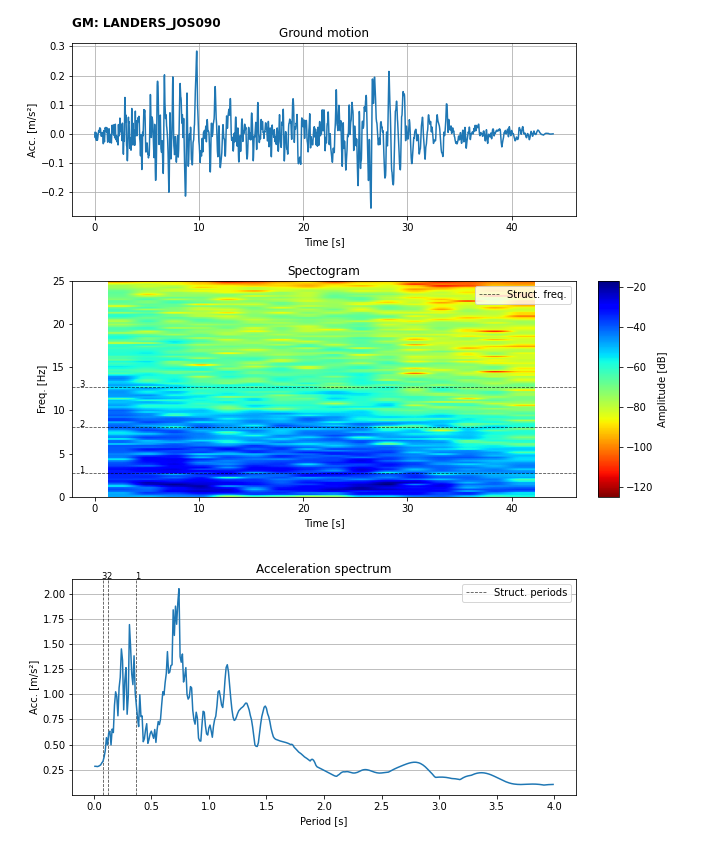 GM: LANDERS_JOS090
Ground motion
Acc. [m/s²]
0.3
0.2
0.1
0.0
−0.1
−0.2
0 10 20 30 40
Time [s]
Spectogram
Freq. [Hz]
25
20
15
10
5
0
Struct. freq.
3
2
1
0 10 20 30 40
Time [s]
−20
−40
−60
−80
−100
−120
Amplitude [dB]
Acceleration spectrum
3 2 1
Struct. periods
Acc. [m/s²]
2.00
1.75
1.50
1.25
1.00
0.75
0.50
0.25
0.0 0.5 1.0 1.5 2.0 2.5 3.0 3.5 4.0
Period [s]